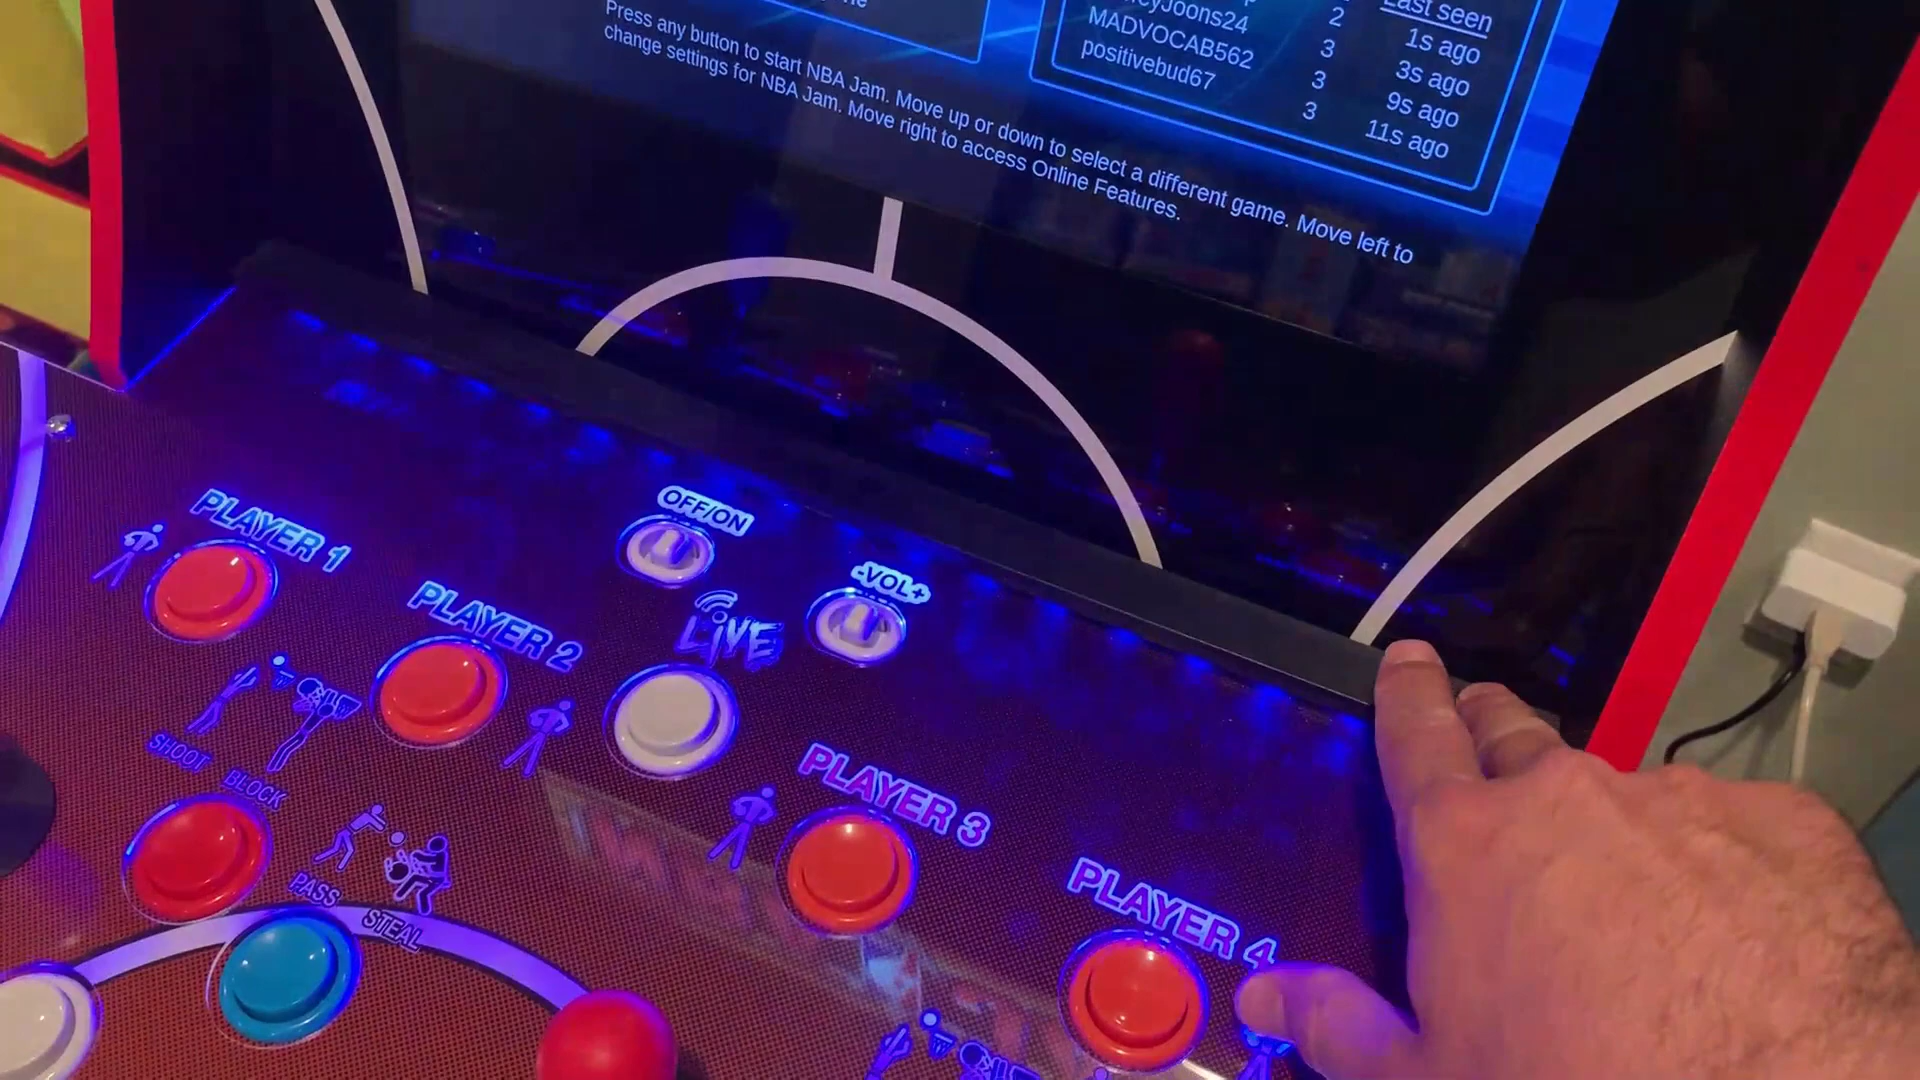 Last seen
2 1s ago
MADVOCAB562 3 3s ago
positivebud67 3 9s ago
3 11s ago
Press any button to start NBA Jam. Move up or down to select a different game. Move left to
change settings for NBA Jam. Move right to access Online Features.
OFF/ON
-VOL+
LIVE
PLAYER 1
PLAYER 2
PLAYER 3
PLAYER 4
SHOOT
BLOCK
PASS
STEAL